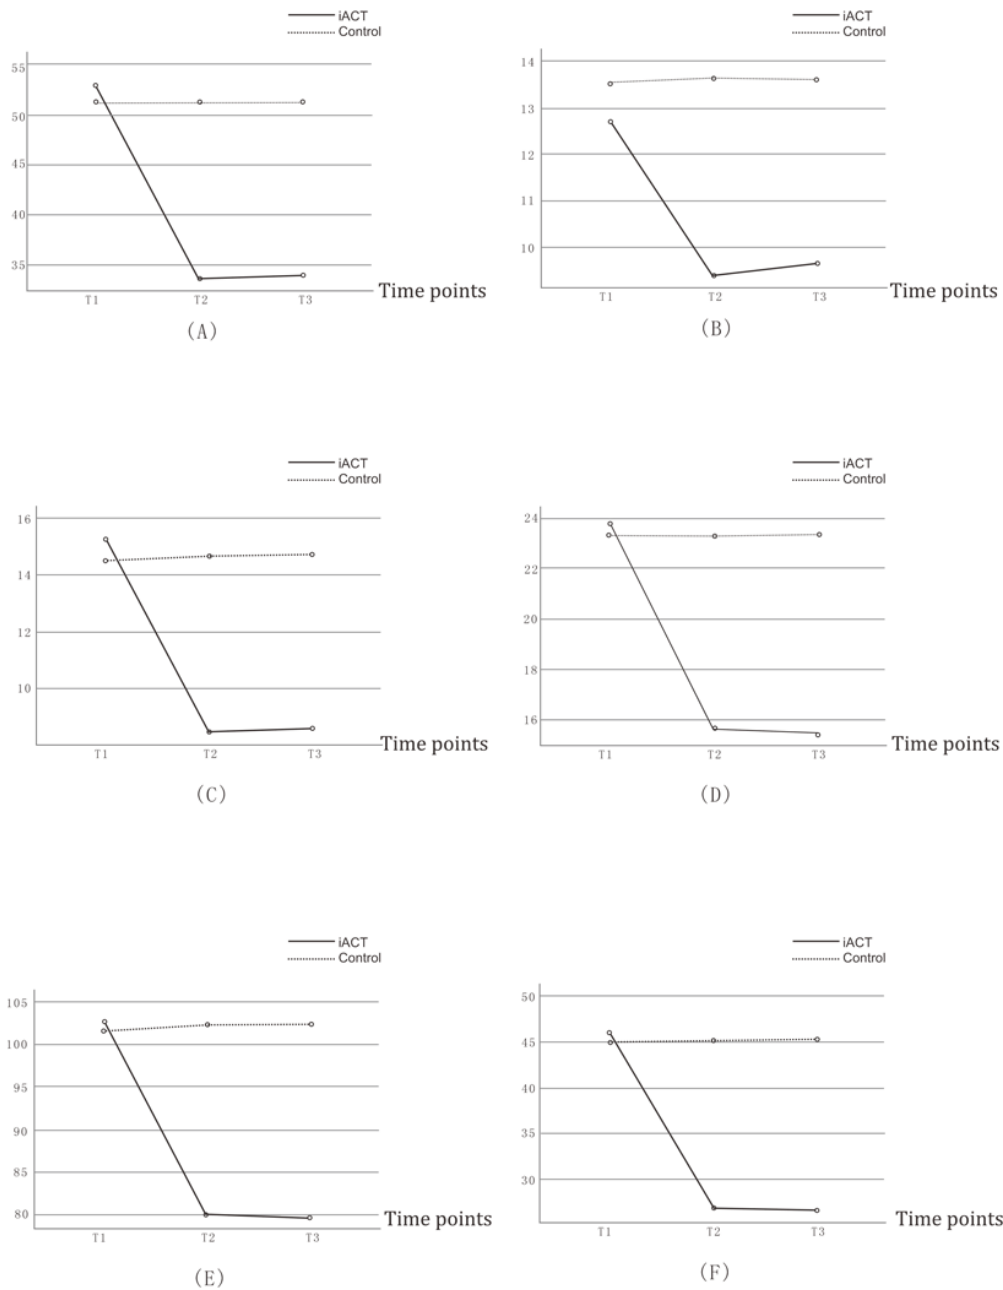 iACT
Control
55
50
45
40
35
T1 T2 T3 Time points
(A)
iACT
Control
14
13
12
11
10
T1 T2 T3 Time points
(B)
iACT
Control
16
14
12
10
T1 T2 T3 Time points
(C)
iACT
Control
24
22
20
18
16
T1 T2 T3 Time points
(D)
iACT
Control
105
100
95
90
85
80
T1 T2 T3 Time points
(E)
iACT
Control
50
45
40
35
30
T1 T2 T3 Time points
(F)